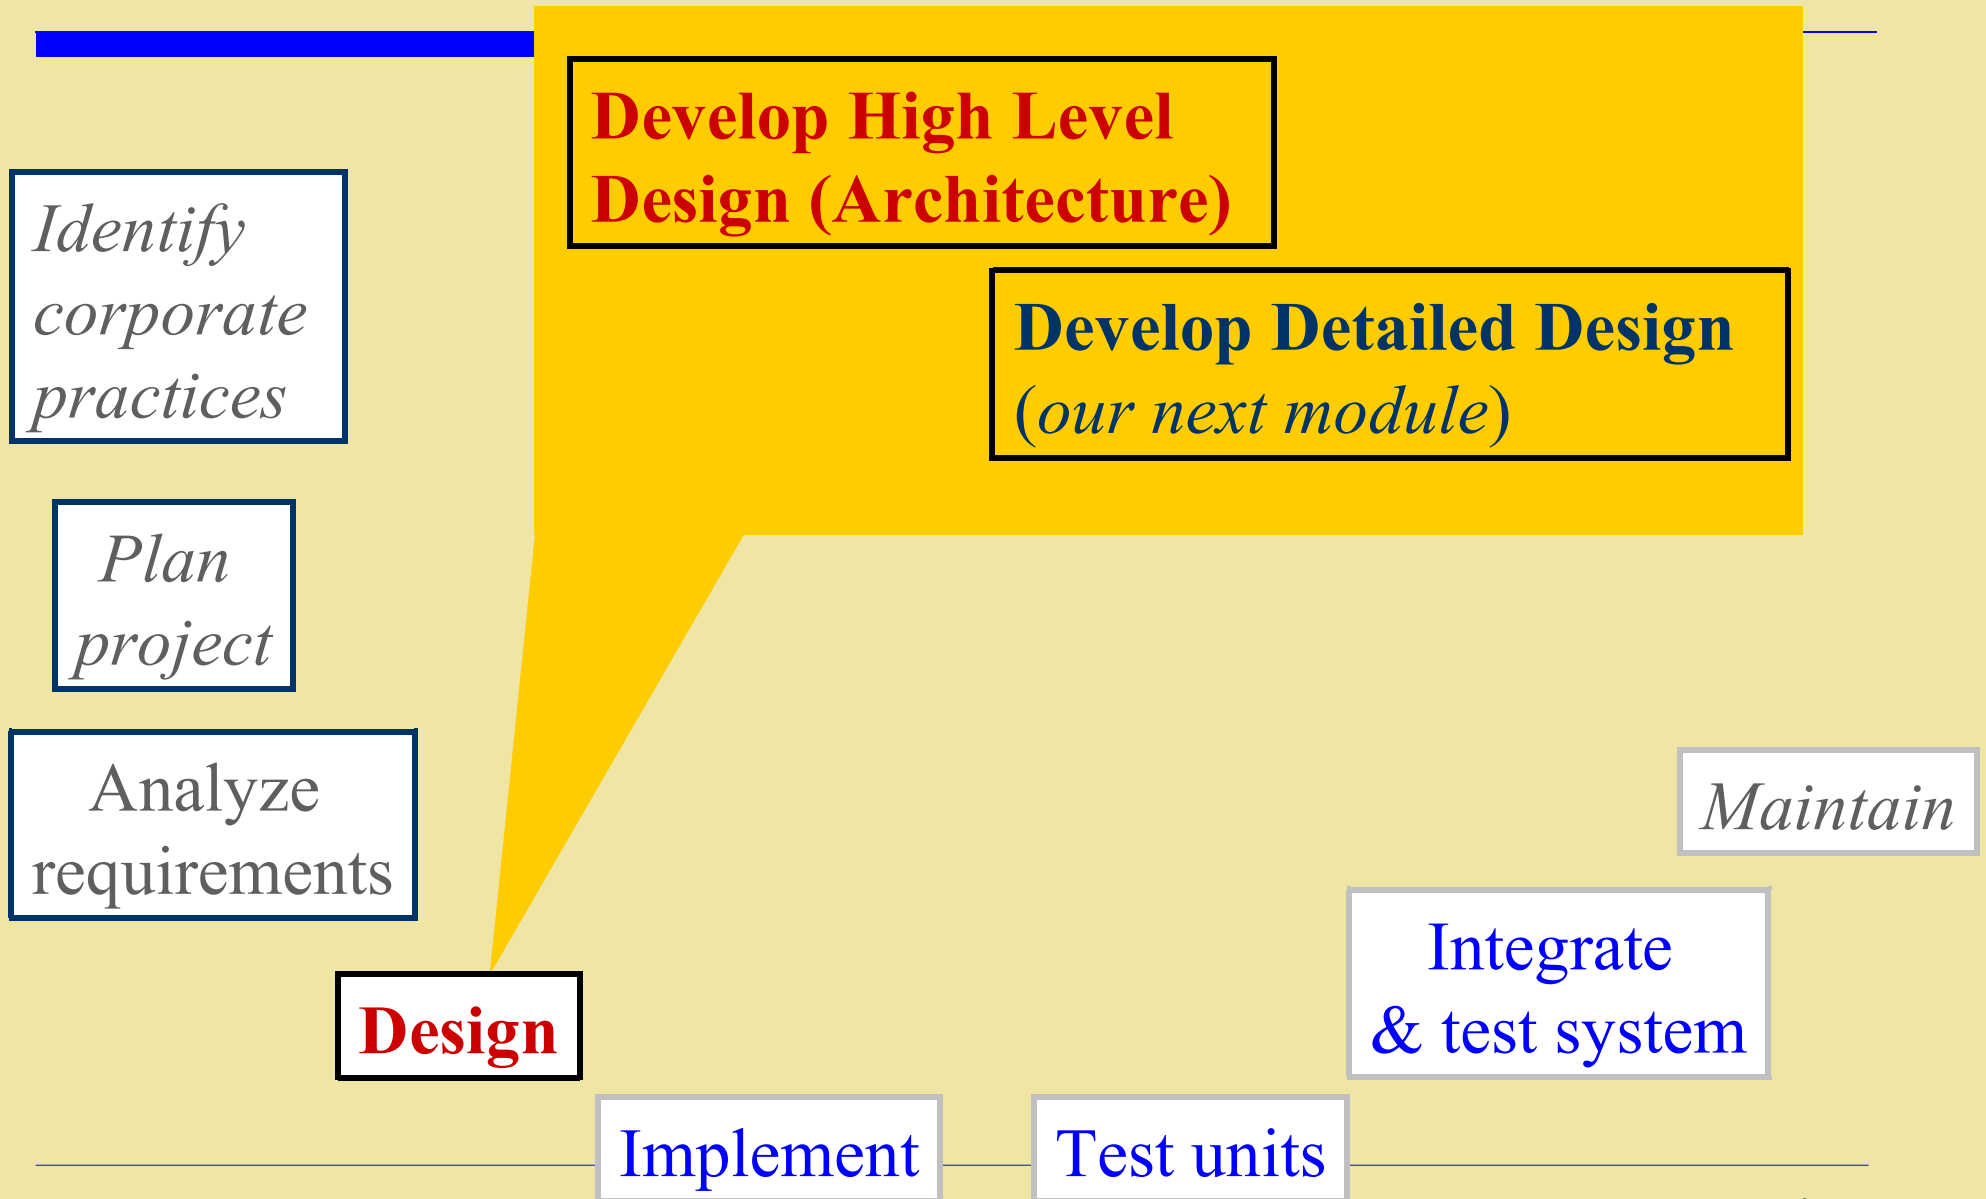 Develop High Level
Design (Architecture)
Develop Detailed Design
(our next module)
Identify
corporate
practices
Plan
project
Analyze
requirements
Design
Implement
Test units
Integrate
& test system
Maintain